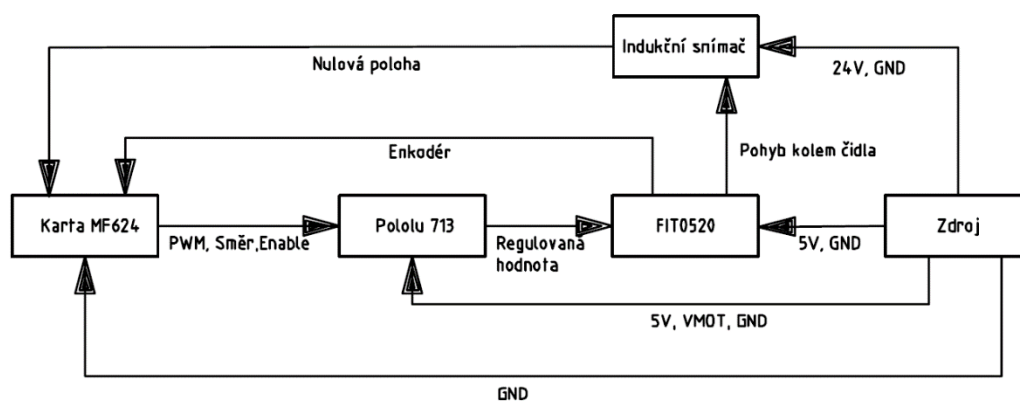 Indukční snímač
Nulová poloha
24V, GND
Enkodér
Pohyb kolem čidla
Karta MF624
PWM, Směr,Enable
Pololu 713
Regulovaná
hodnota
FIT0520
5V, GND
Zdroj
5V, VMOT, GND
GND